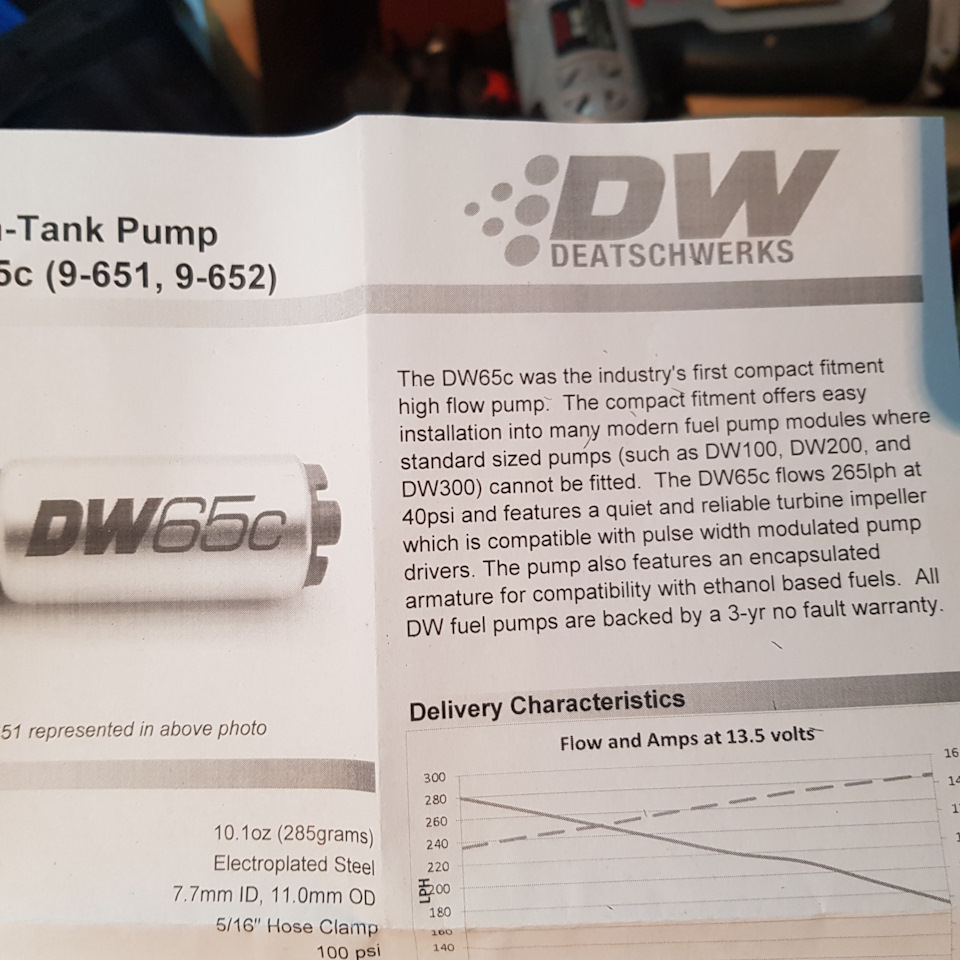 -Tank Pump
5c (9-651, 9-652)
DW
DEATSCHWERKS
The DW65c was the industry's first compact fitment
high flow pump. The compact fitment offers easy
installation into many modern fuel pump modules where
standard sized pumps (such as DW100, DW200, and
DW300) cannot be fitted. The DW65c flows 265lph at
40psi and features a quiet and reliable turbine impeller
which is compatible with pulse width modulated pump
drivers. The pump also features an encapsulated
armature for compatibility with ethanol based fuels. All
DW fuel pumps are backed by a 3-yr no fault warranty.
DW65c
51 represented in above photo
10.1oz (285grams)
Electroplated Steel
7.7mm ID, 11.0mm OD
5/16" Hose Clamp
100 psi
Delivery Characteristics
Flow and Amps at 13.5 volts
300
280
260
240
220
200
180
160
140
LPH
16
14